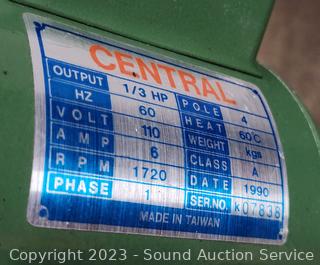 CENTRAL
OUTPUT 1/3 HP POLE 4
HZ 60 HEAT 60°C
VOLT 110 WEIGHT kgs
AMP 6 CLASS A
RPM 1720 DATE 1990
PHASE 1 SER.NO. K07838
MADE IN TAIWAN
Copyright © 2023 - Sound Auction Service